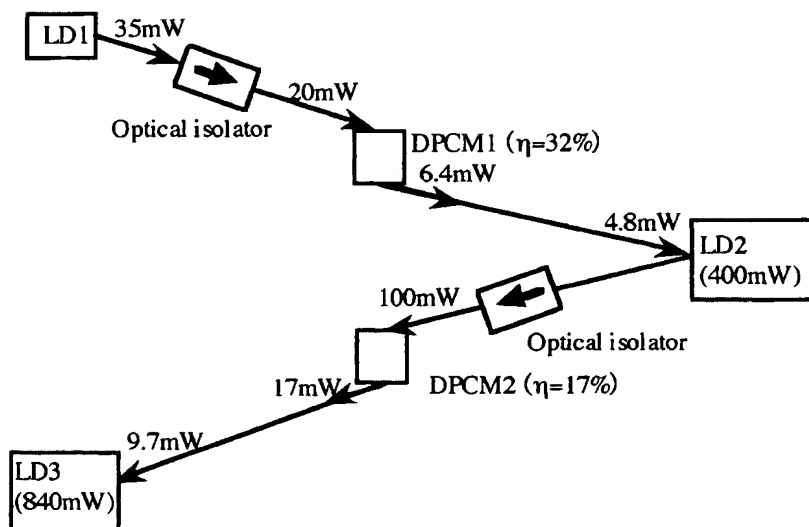 LD1
35mW
Optical isolator
20mW
DPCM1 (η=32%)
6.4mW
4.8mW
LD2
(400mW)
100mW
Optical isolator
DPCM2 (η=17%)
17mW
9.7mW
LD3
(840mW)